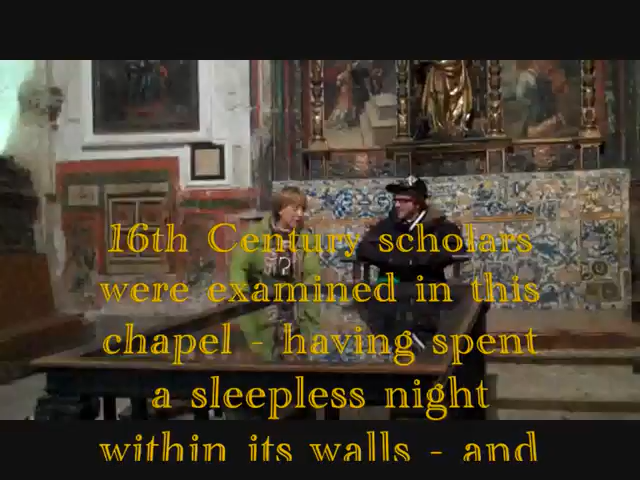 16th Century scholars
were examined in this
chapel - having spent
a sleepless night
within its walls - and